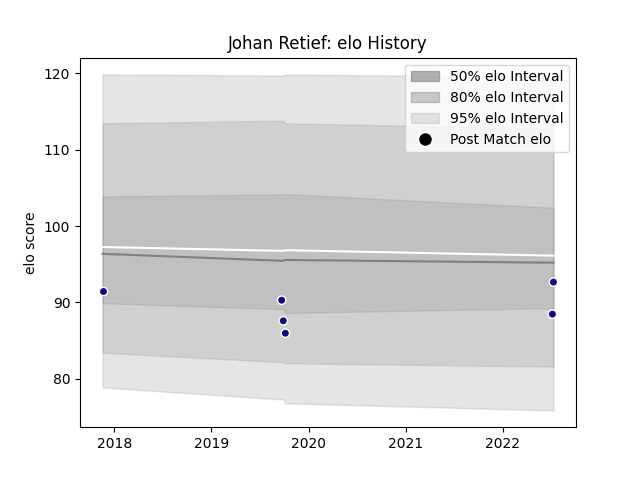 Johan Retief: elo History
120
110
100
90
80
elo score
50% elo Interval
80% elo Interval
95% elo Interval
Post Match elo
2018
2019
2020
2021
2022